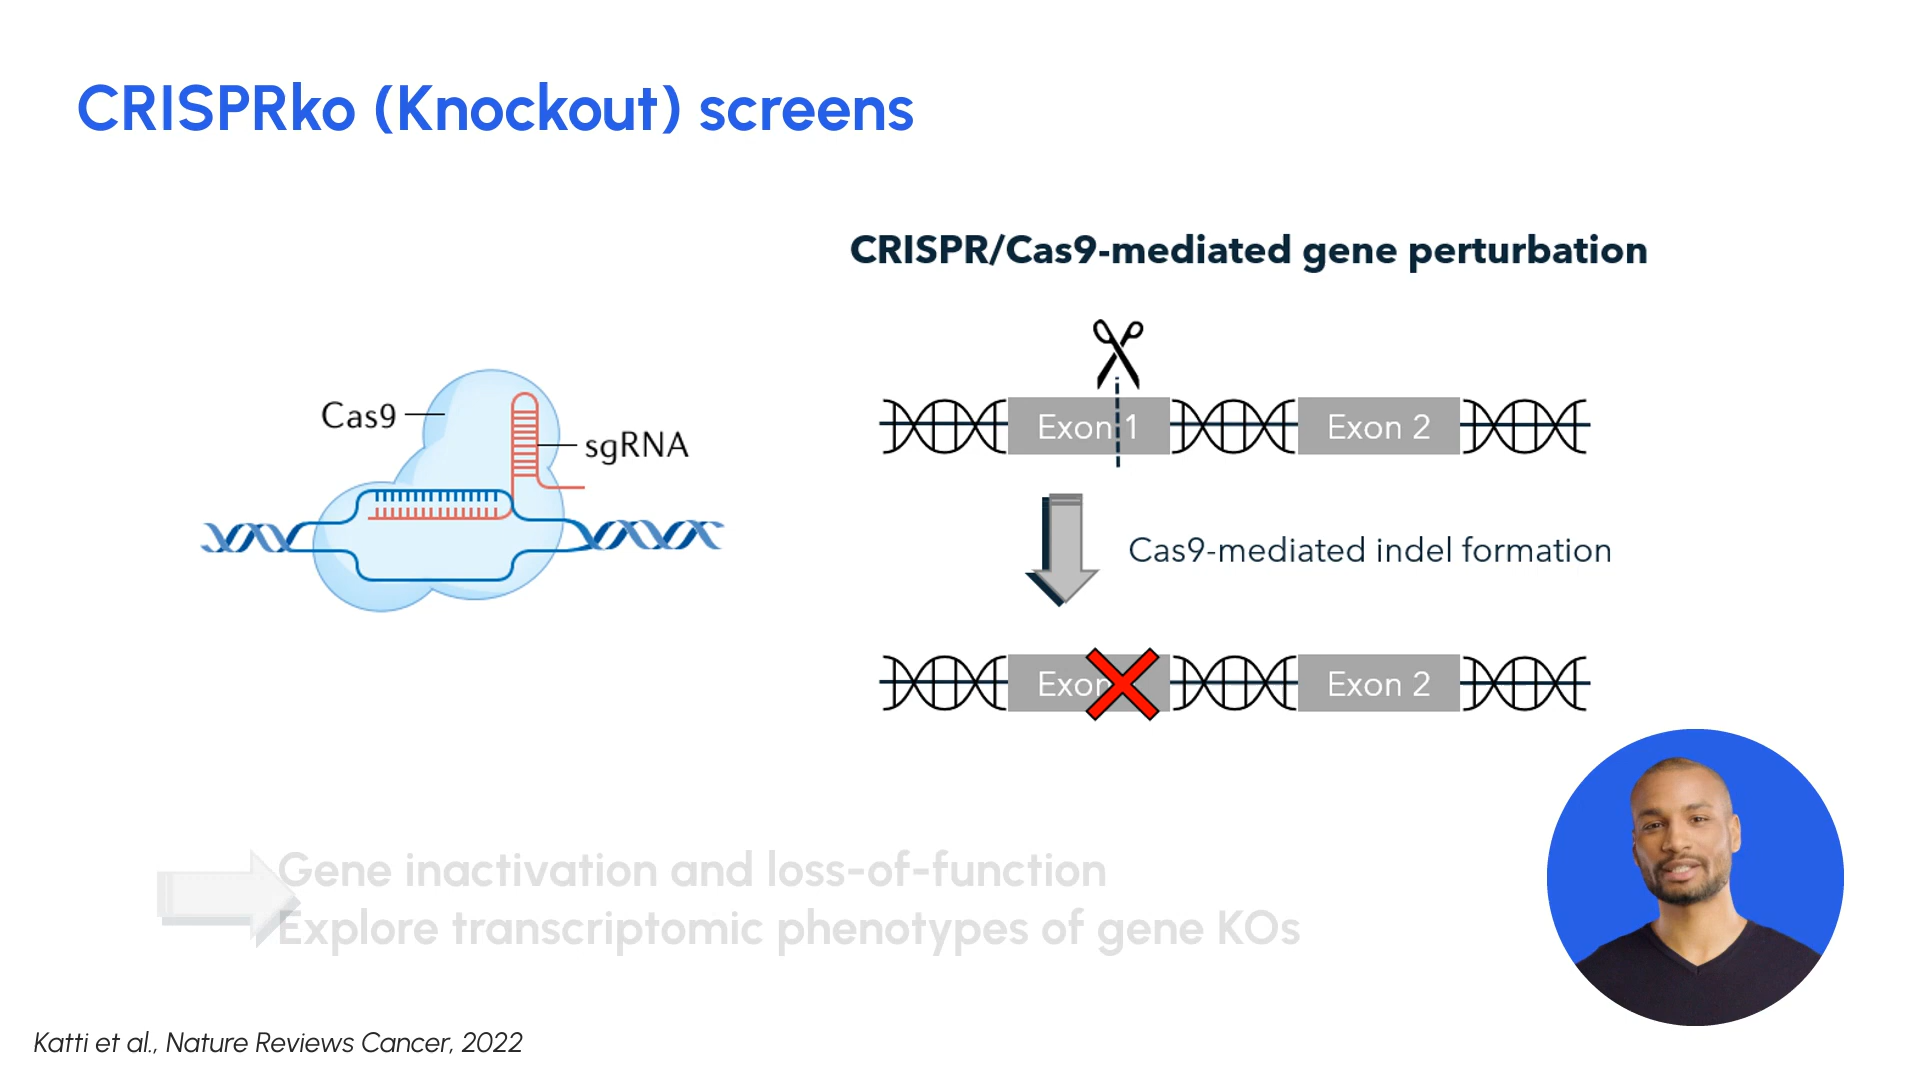 CRISPRko (Knockout) screens
CRISPR/Cas9-mediated gene perturbation
Cas9
sgRNA
Exon 1
Exon 2
Cas9-mediated indel formation
Exon
Exon 2
Gene inactivation and loss-of-function
Explore transcriptomic phenotypes of gene KOs
Katti et al., Nature Reviews Cancer, 2022